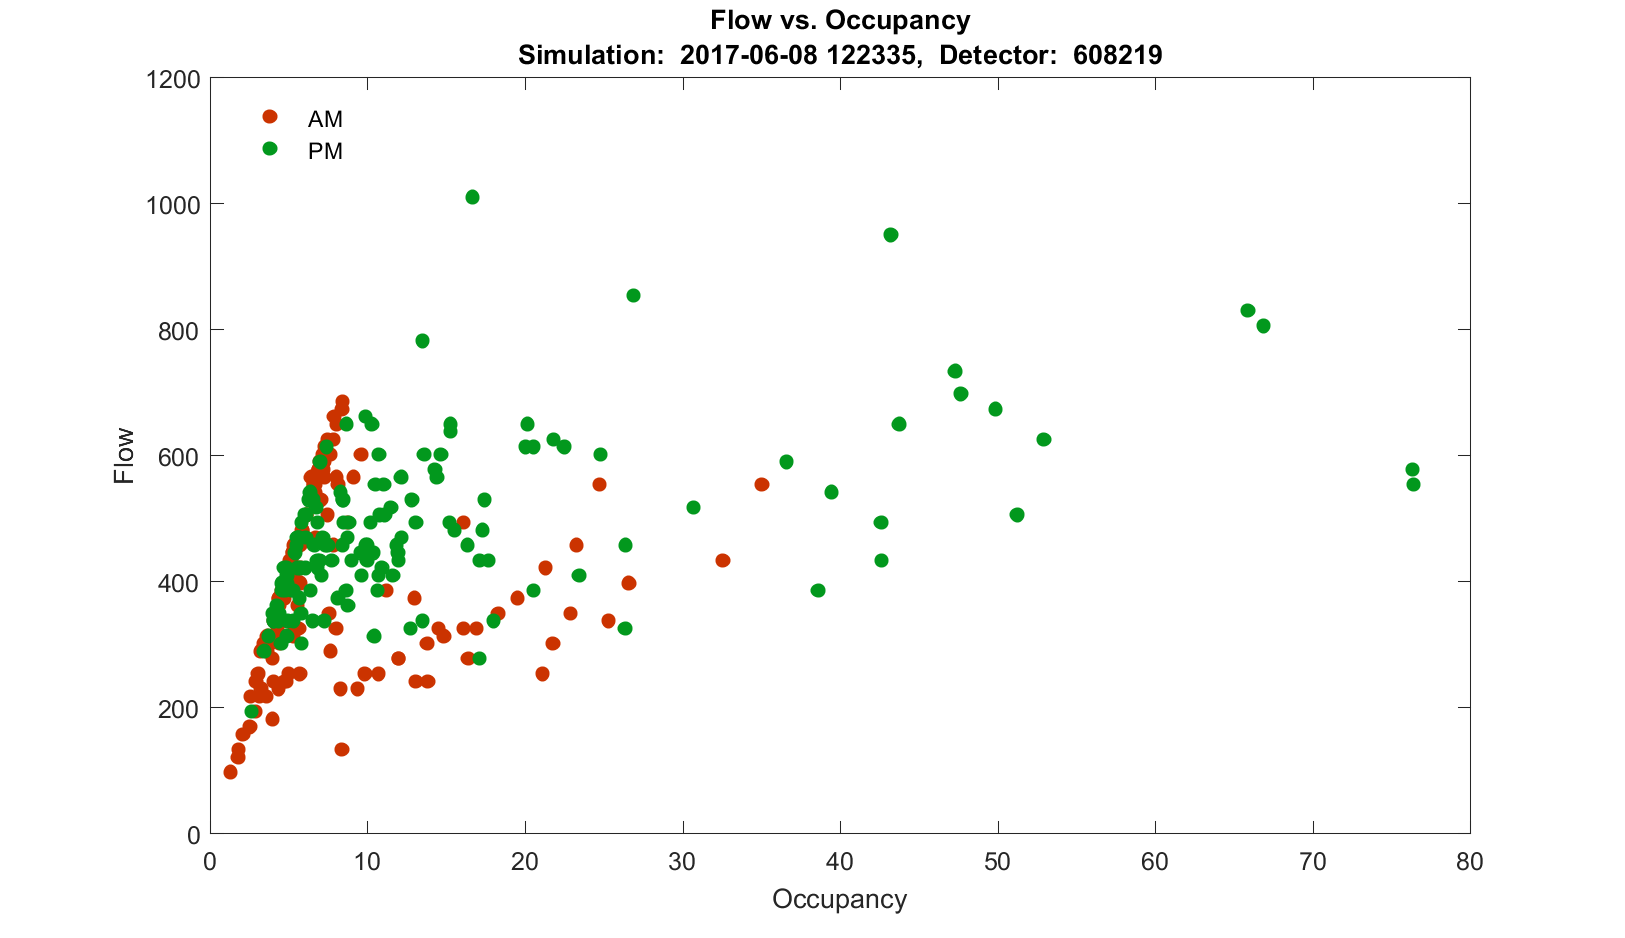 Flow vs. Occupancy
Simulation:  2017-06-08 122335,  Detector:  608219
1200
1000
800
600
400
200
0
Flow
AM
PM
0 10 20 30 40 50 60 70 80
Occupancy